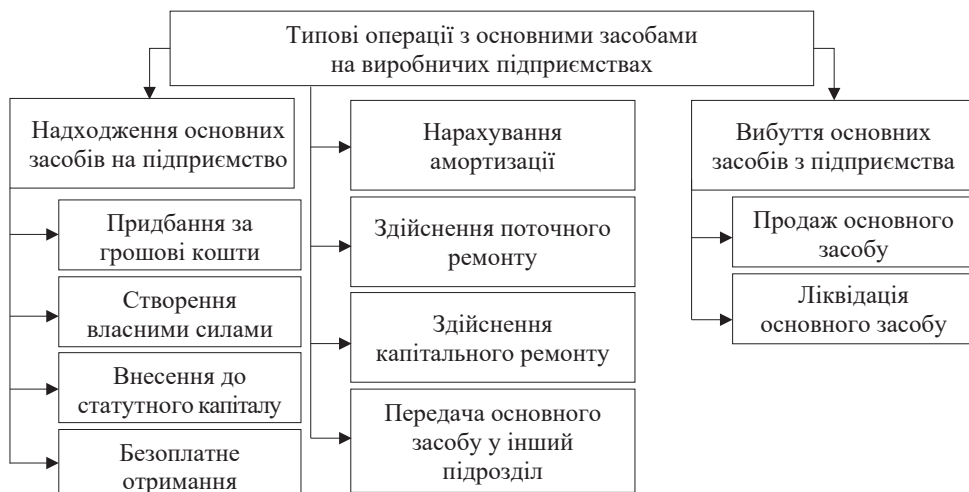 Типові операції з основними засобами
на виробничих підприємствах
Надходження основних
засобів на підприємство
Придбання за
грошові кошти
Створення
власними силами
Внесення до
статутного капіталу
Безоплатне
отримання
Нарахування
амортизації
Здійснення поточного
ремонту
Здійснення
капітального ремонту
Передача основного
засобу у інший
підрозділ
Вибуття основних
засобів з підприємства
Продаж основного
засобу
Ліквідація
основного засобу